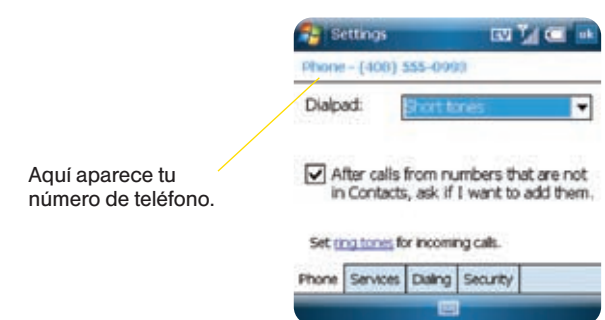 Settings
EV
ok
Phone - (408) 555-0993
Dialpad:
Short tones
Aquí aparece tu
número de teléfono.
After calls from numbers that are not
in Contacts, ask if I want to add them.
Set ring tones for incoming calls.
Phone Services Dialing Security